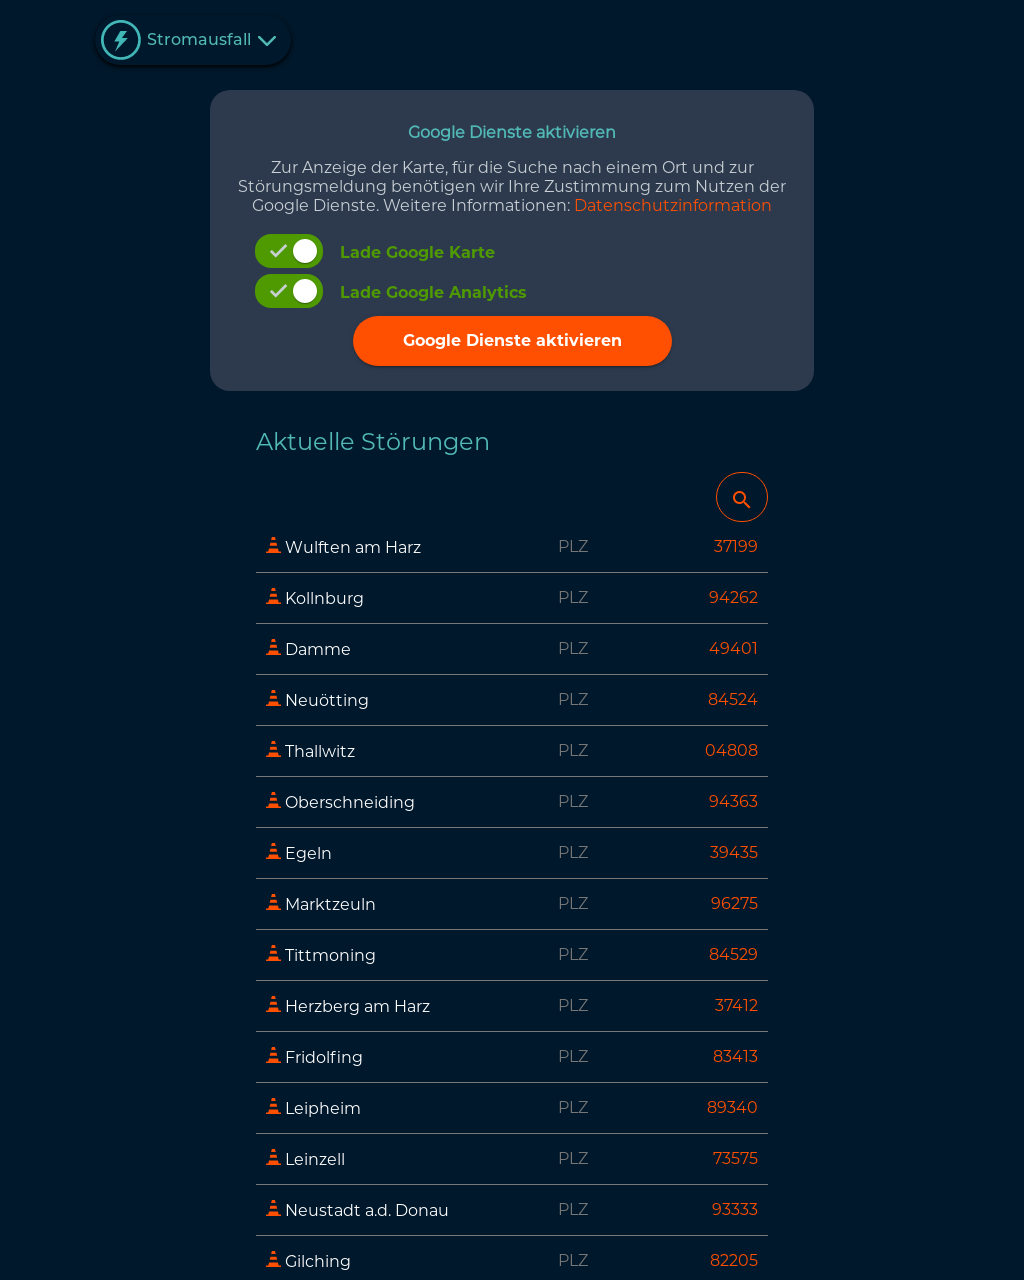 Stromausfall
Google Dienste aktivieren
Zur Anzeige der Karte, für die Suche nach einem Ort und zur
Störungsmeldung benötigen wir Ihre Zustimmung zum Nutzen der
Google Dienste. Weitere Informationen: Datenschutzinformation
Lade Google Karte
Lade Google Analytics
Google Dienste aktivieren
Aktuelle Störungen
Wulften am Harz PLZ 37199
Kollnburg PLZ 94262
Damme PLZ 49401
Neuötting PLZ 84524
Thallwitz PLZ 04808
Oberschneiding PLZ 94363
Egeln PLZ 39435
Marktzeuln PLZ 96275
Tittmoning PLZ 84529
Herzberg am Harz PLZ 37412
Fridolfing PLZ 83413
Leipheim PLZ 89340
Leinzell PLZ 73575
Neustadt a.d. Donau PLZ 93333
Gilching PLZ 82205